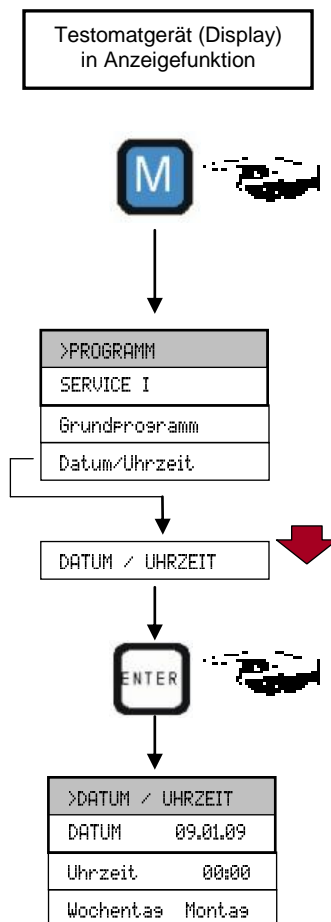 Testomatgerät (Display)
in Anzeigefunktion
M
>PROGRAMM
SERVICE I
Grundprogramm
Datum/Uhrzeit
DATUM / UHRZEIT
ENTER
>DATUM / UHRZEIT
DATUM 09.01.09
Uhrzeit 00:00
Wochentag Montag